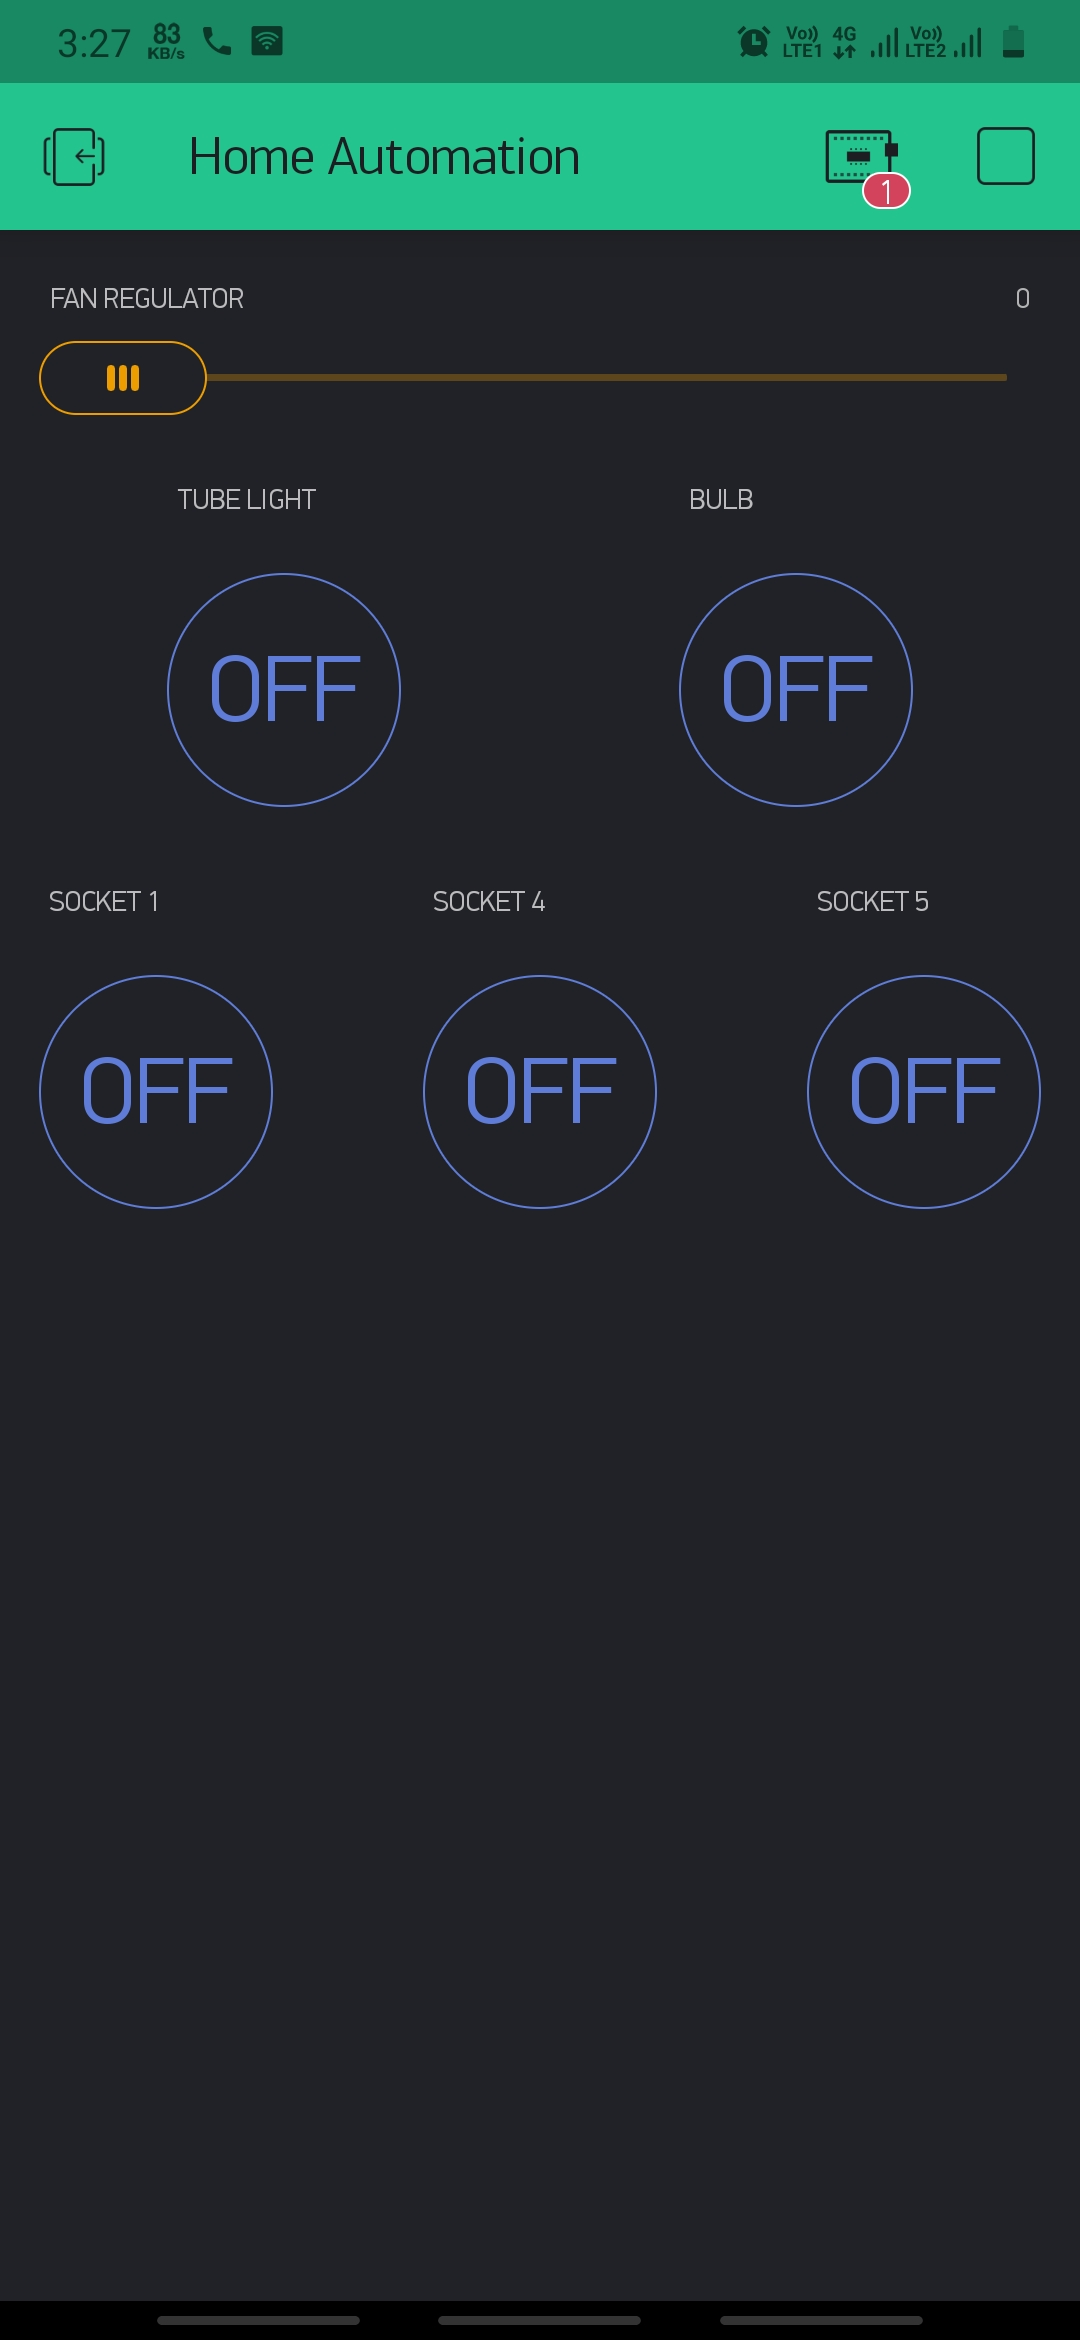 3:27 83 KB/s Vo)) LTE1 4G Vo)) LTE2
Home Automation
1
FAN REGULATOR 0
TUBE LIGHT BULB
OFF OFF
SOCKET 1 SOCKET 4 SOCKET 5
OFF OFF OFF